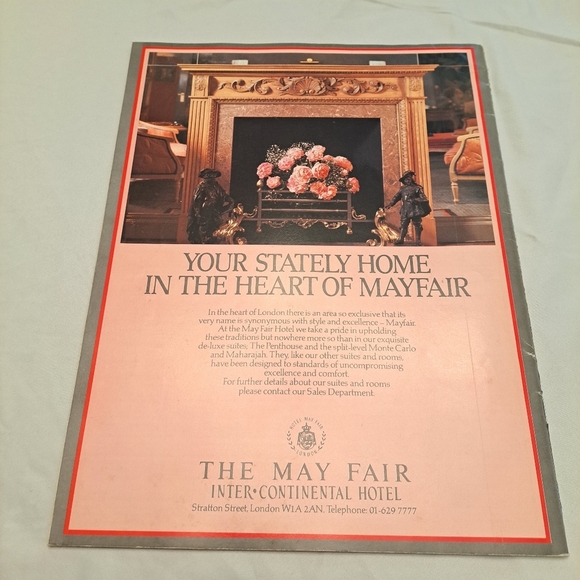 YOUR STATELY HOME
IN THE HEART OF MAYFAIR
In the heart of London there is an area so exclusive that its
very name is synonymous with style and excellence – Mayfair.
At the May Fair Hotel we take a pride in upholding
these traditions but nowhere more so than in our exquisite
de-luxe suites; The Penthouse and the split-level Monte Carlo
and Maharajah. They, like our other suites and rooms,
have been designed to standards of uncompromising
excellence and comfort.
For further details about our suites and rooms
please contact our Sales Department.
HOTEL MAY FAIR
LONDON
THE MAY FAIR
INTER•CONTINENTAL HOTEL
Stratton Street, London W1A 2AN. Telephone: 01-629 7777